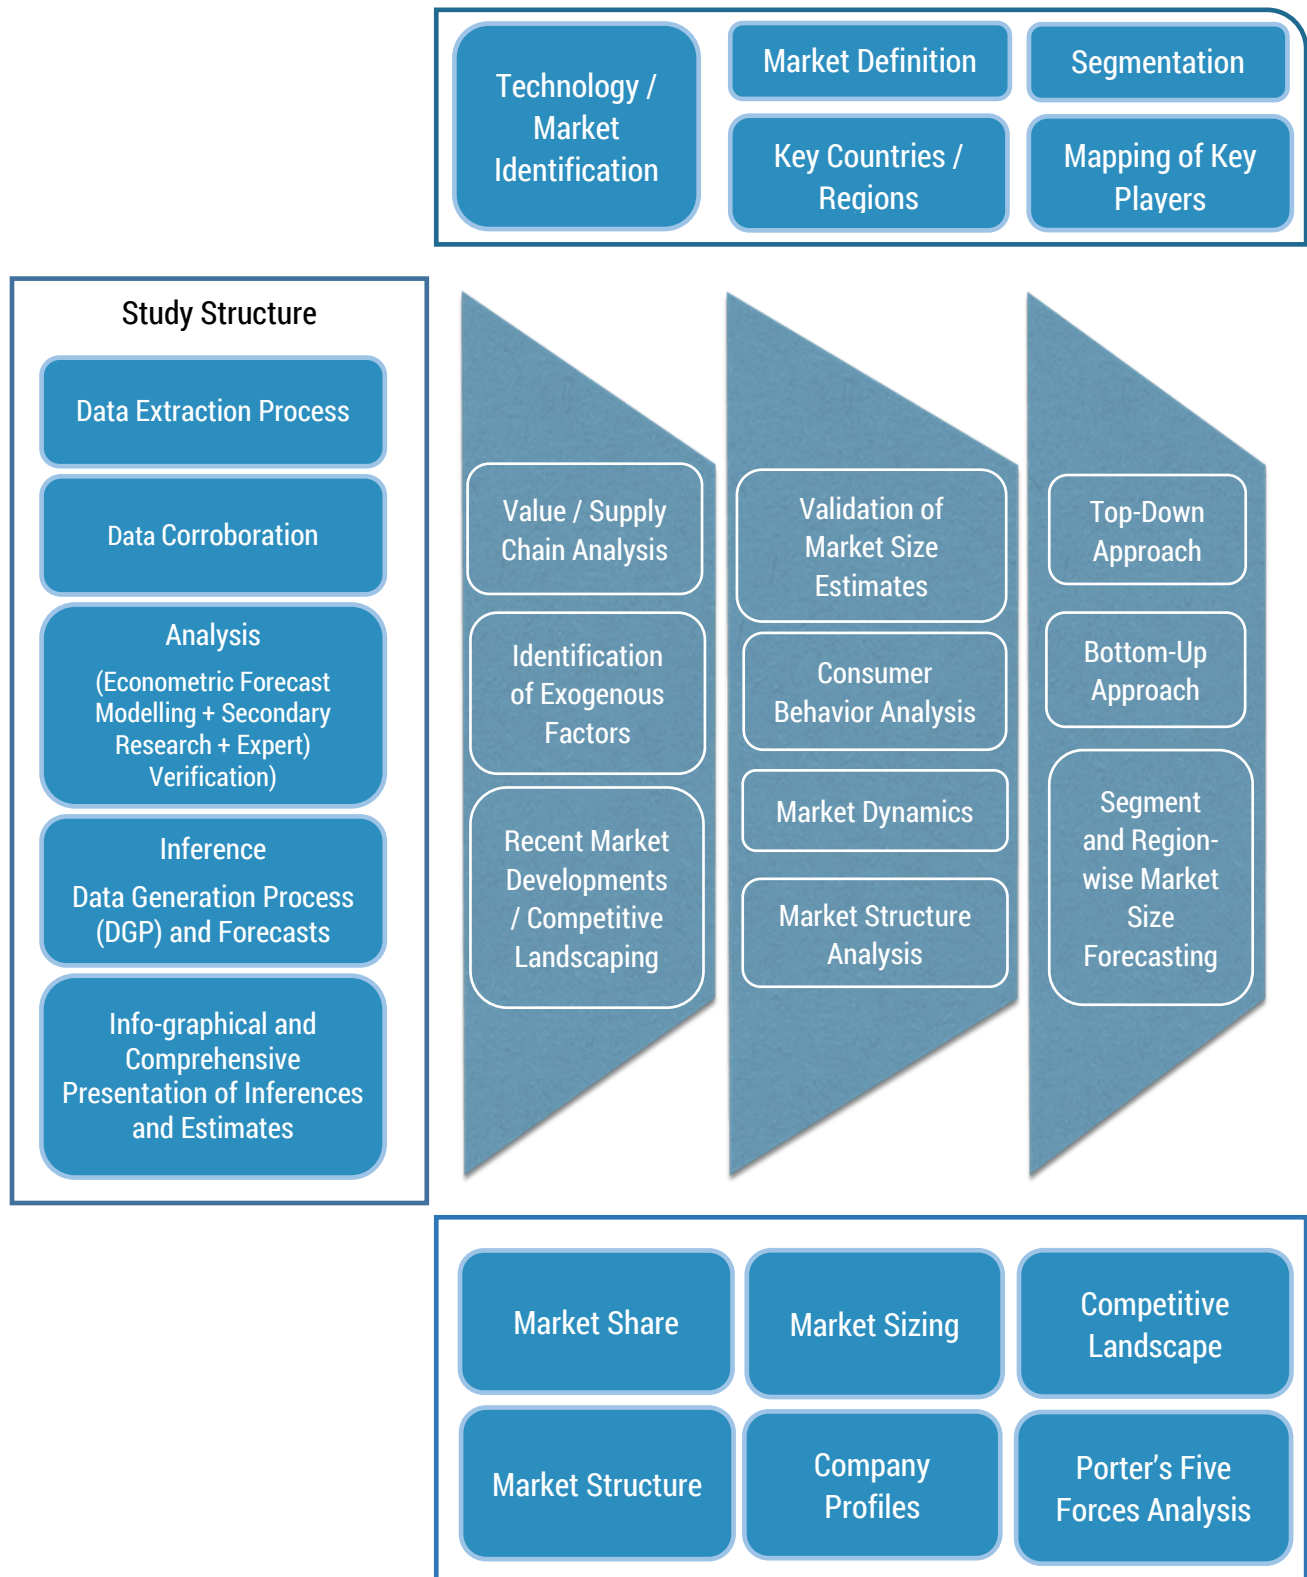 Technology /
Market
Identification
Market Definition
Segmentation
Key Countries /
Regions
Mapping of Key
Players
Study Structure
Data Extraction Process
Data Corroboration
Analysis
(Econometric Forecast
Modelling + Secondary
Research + Expert)
Verification)
Inference
Data Generation Process
(DGP) and Forecasts
Info-graphical and
Comprehensive
Presentation of Inferences
and Estimates
Value / Supply
Chain Analysis
Identification
of Exogenous
Factors
Recent Market
Developments
/ Competitive
Landscaping
Validation of
Market Size
Estimates
Consumer
Behavior Analysis
Market Dynamics
Market Structure
Analysis
Top-Down
Approach
Bottom-Up
Approach
Segment
and Region-
wise Market
Size
Forecasting
Market Share
Market Sizing
Competitive
Landscape
Market Structure
Company
Profiles
Porter’s Five
Forces Analysis